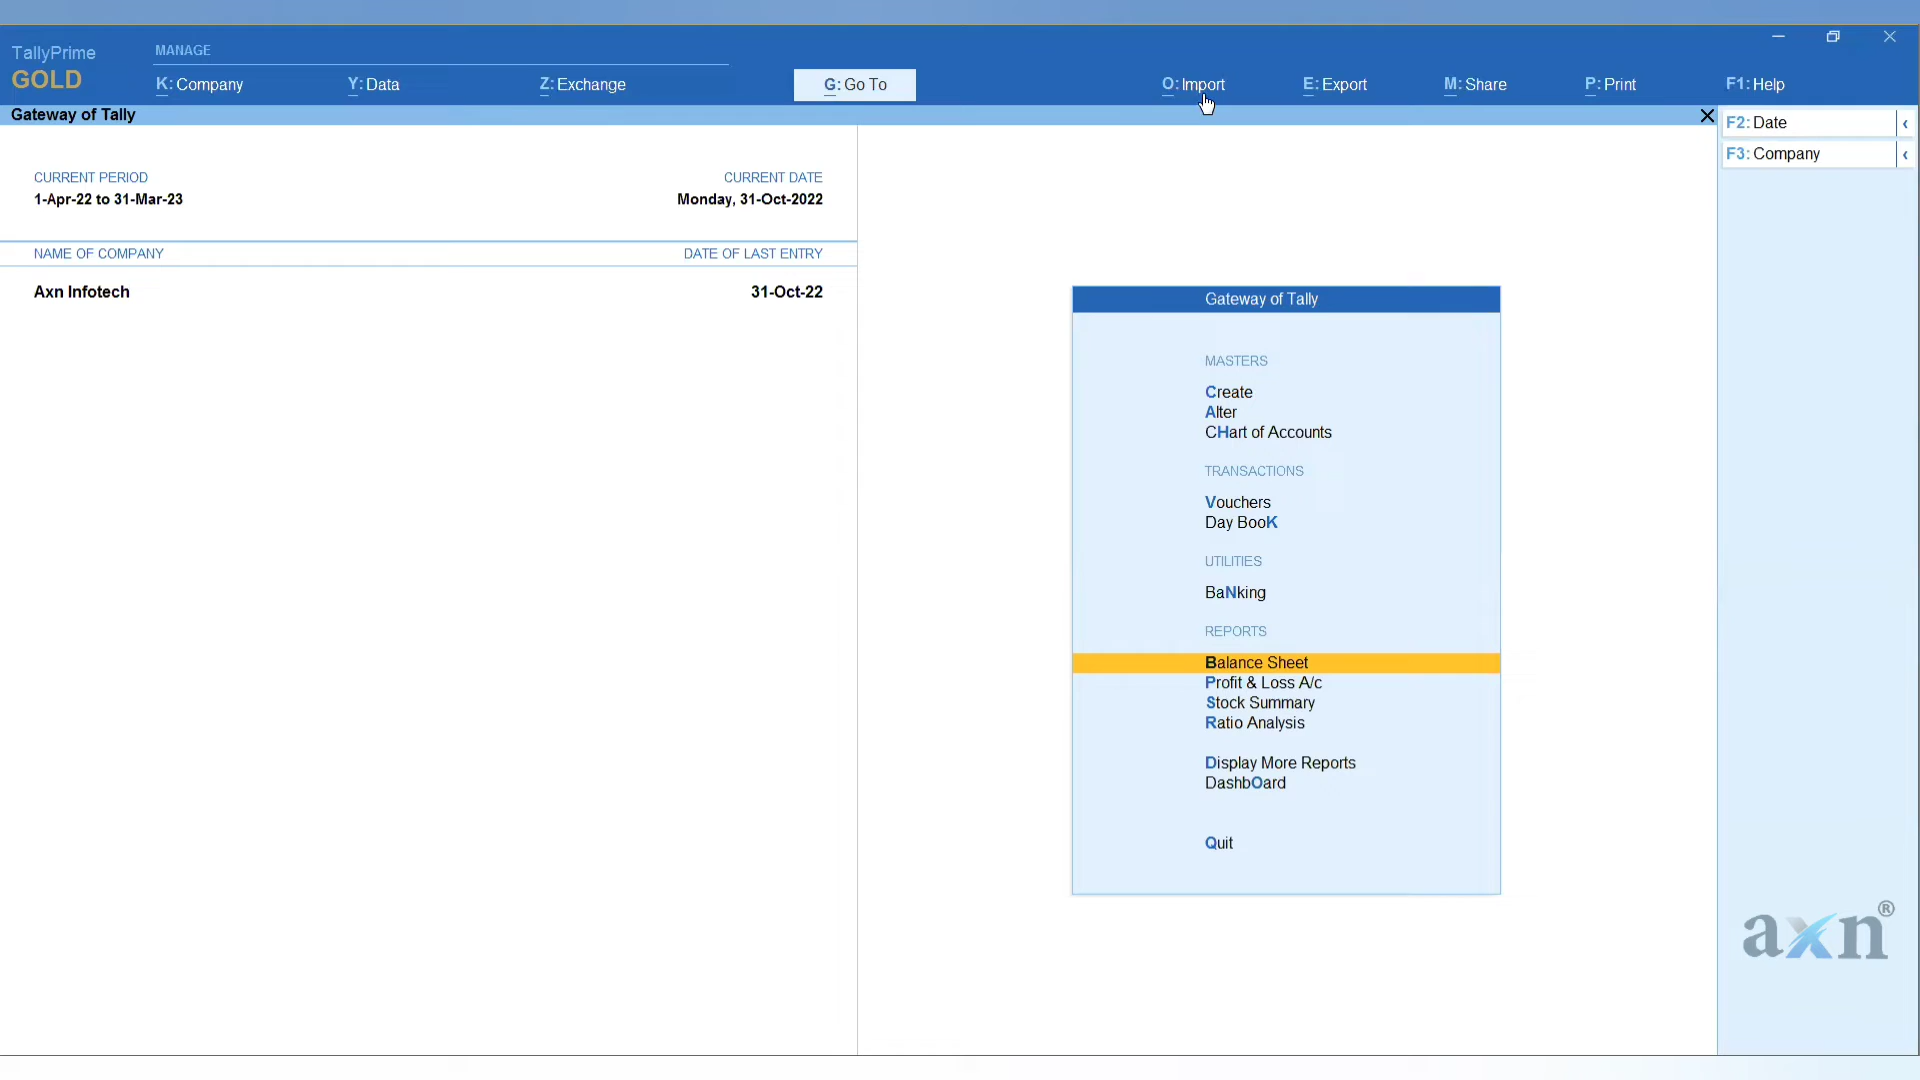 TallyPrime
GOLD
MANAGE
K: Company
Y: Data
Z: Exchange
G: Go To
O: Import
E: Export
M: Share
P: Print
F1: Help
Gateway of Tally
F2: Date
F3: Company
CURRENT PERIOD
CURRENT DATE
1-Apr-22 to 31-Mar-23
Monday, 31-Oct-2022
NAME OF COMPANY
DATE OF LAST ENTRY
Axn Infotech
31-Oct-22
Gateway of Tally
MASTERS
Create
Alter
CHart of Accounts
TRANSACTIONS
Vouchers
Day BooK
UTILITIES
BaNking
REPORTS
Balance Sheet
Profit & Loss A/c
Stock Summary
Ratio Analysis
Display More Reports
DashbOard
Quit
axn®